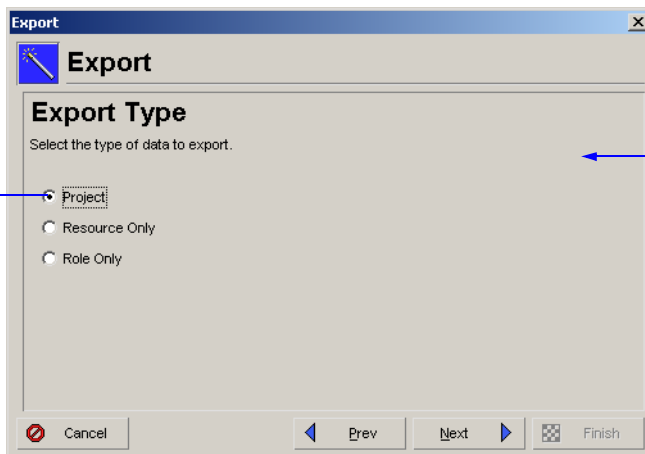 Export
Export
Export Type
Select the type of data to export.
Project
Resource Only
Role Only
Cancel
Prev
Next
Finish